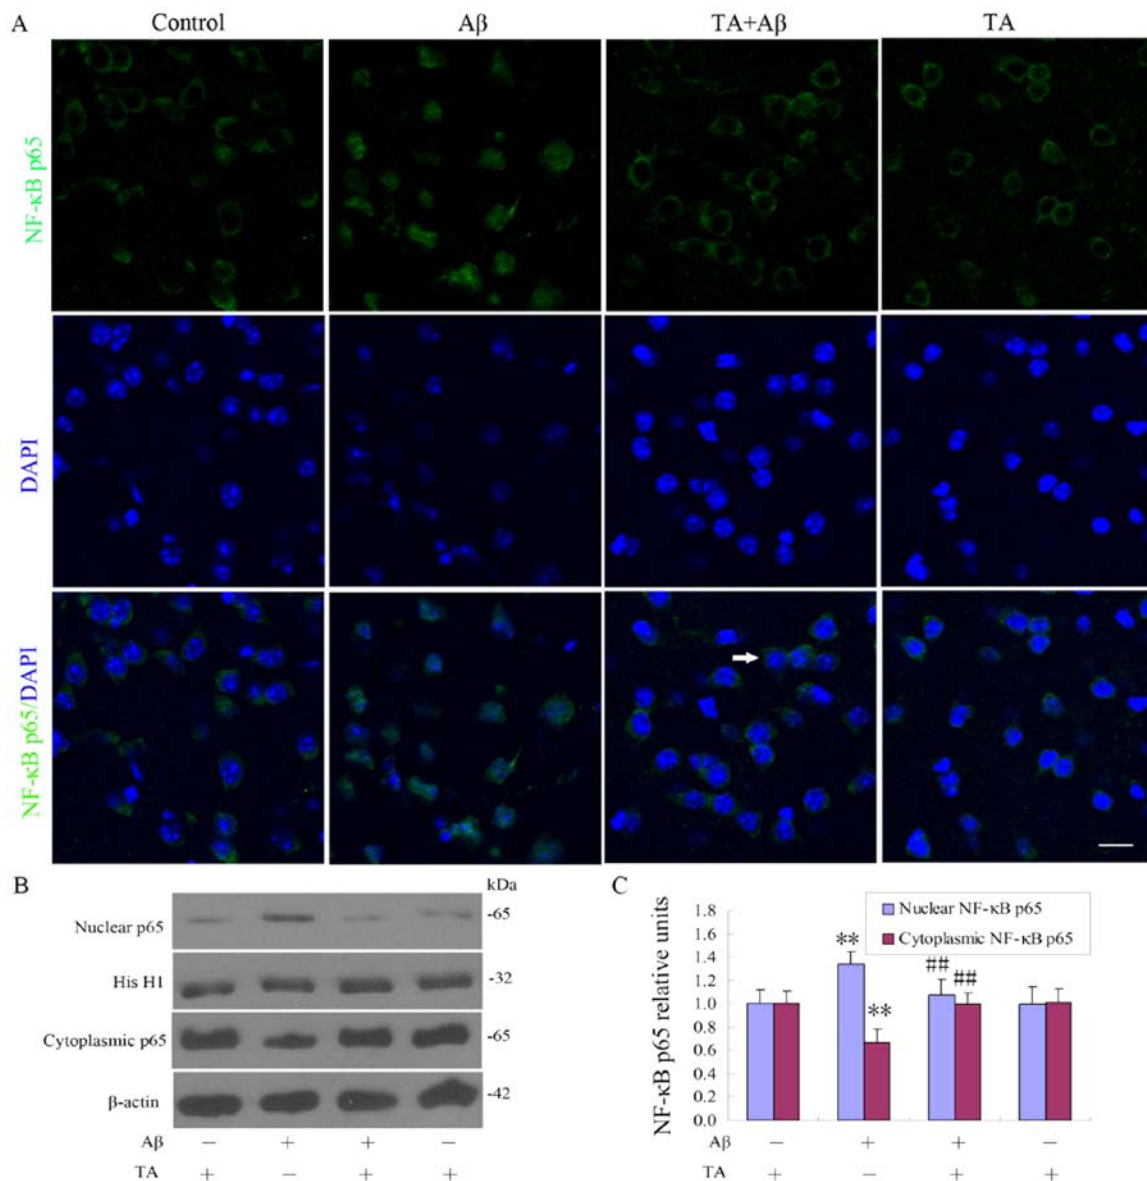 A Control Aβ TA+Aβ TA
NF-κB p65
DAPI
NF-κB p65/DAPI
B kDa
Nuclear p65 -65
His H1 -32
Cytoplasmic p65 -65
β-actin -42
Aβ − + + −
TA + − + +
C
NF-κB p65 relative units
Nuclear NF-κB p65
Cytoplasmic NF-κB p65
1.8
1.6
1.4
1.2
1.0
0.8
0.6
0.4
0.2
0.0
** ** ## ##
Aβ − + + −
TA + − + +